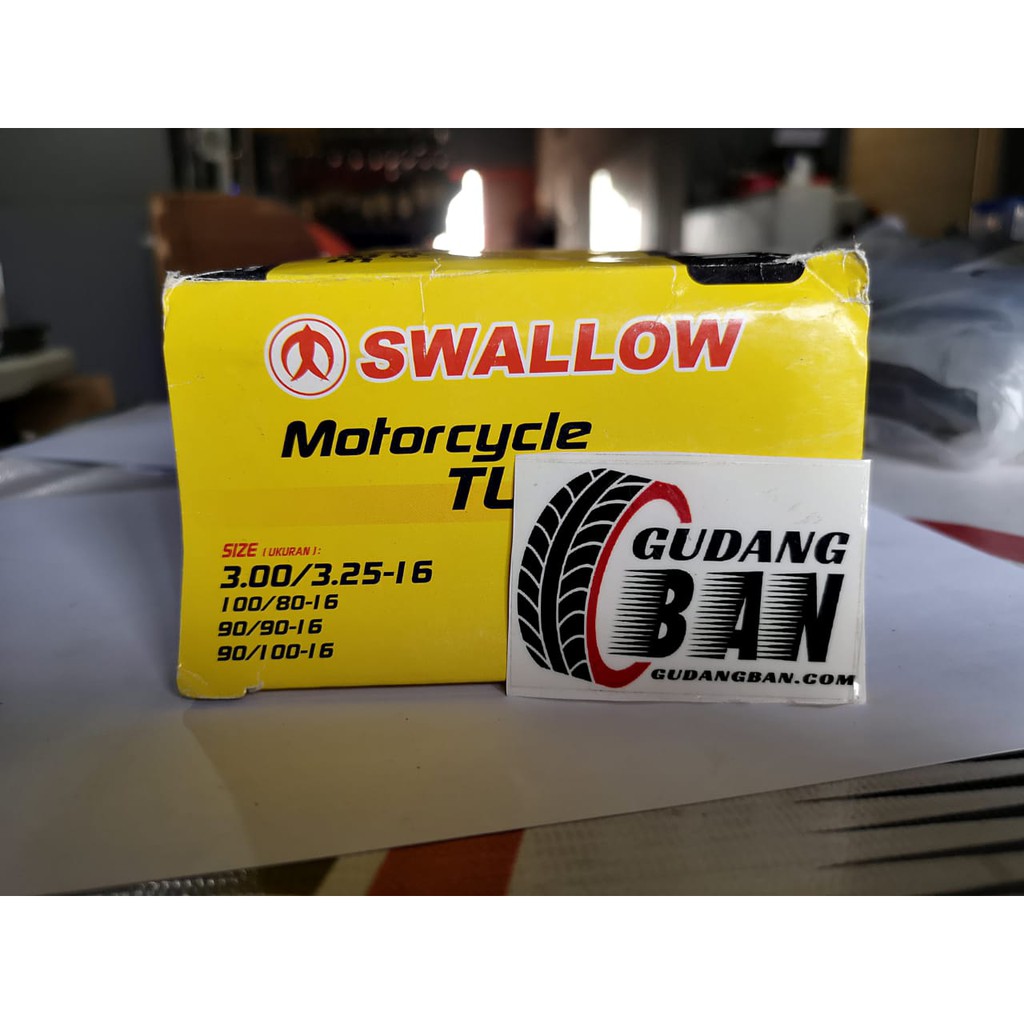 SWALLOW
Motorcycle
TU
SIZE (UKURAN):
3.00/3.25-16
100/80-16
90/90-16
90/100-16
GUDANG
BAN
GUDANGBAN.COM